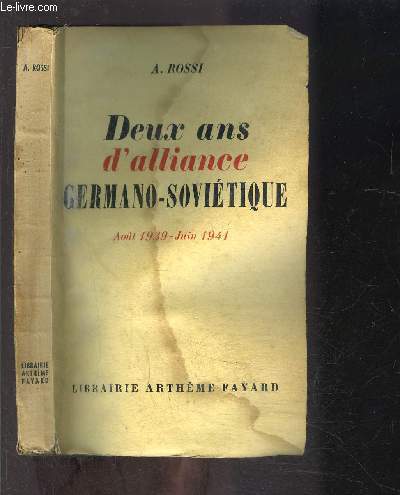 © le-livre.com
A. ROSSI
LIBRAIRIE
ARTHÈME
FAYARD
A. ROSSI
Deux ans
d'alliance
GERMANO-SOVIÉTIQUE
Août 1939-Juin 1941
LIBRAIRIE ARTHÈME FAYARD